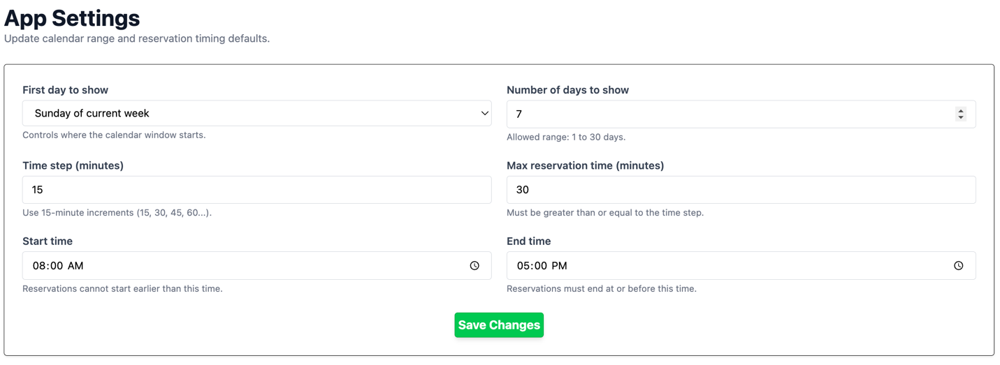 App Settings
Update calendar range and reservation timing defaults.
First day to show
Sunday of current week
Controls where the calendar window starts.
Number of days to show
7
Allowed range: 1 to 30 days.
Time step (minutes)
15
Use 15-minute increments (15, 30, 45, 60...).
Max reservation time (minutes)
30
Must be greater than or equal to the time step.
Start time
08:00 AM
Reservations cannot start earlier than this time.
End time
05:00 PM
Reservations must end at or before this time.
Save Changes